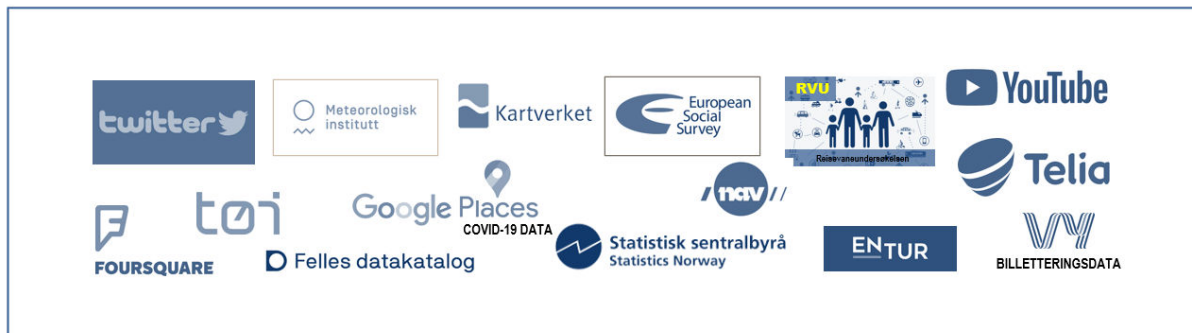 twitter
Meteorologisk
institutt
Kartverket
European
Social
Survey
RVU
Reisevaneundersøkelsen
YouTube
Telia
nav
tøi
Google Places
COVID-19 DATA
FOURSQUARE
Felles datakatalog
Statistisk sentralbyrå
Statistics Norway
ENTUR
VY
BILLETTERINGSDATA